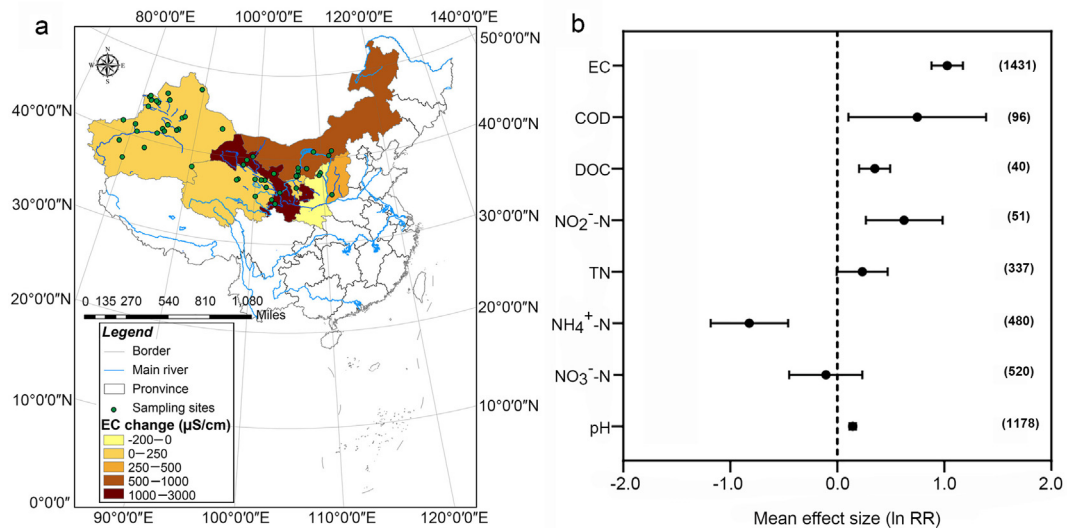 a
80°0′0″E 100°0′0″E 120°0′0″E 140°0′0″E
50°0′0″N
40°0′0″N
30°0′0″N
20°0′0″N
10°0′0″N
0°0′0″
40°0′0″N
30°0′0″N
20°0′0″N
10°0′0″N
N
W E
S
0 135 270 540 810 1,080
Miles
Legend
Border
Main river
Pronvince
Sampling sites
EC change (µS/cm)
-200—0
0—250
250—500
500—1000
1000—3000
90°0′0″E 100°0′0″E 110°0′0″E 120°0′0″E
b
EC (1431)
COD (96)
DOC (40)
NO2⁻-N (51)
TN (337)
NH4⁺-N (480)
NO3⁻-N (520)
pH (1178)
-2.0 -1.0 0.0 1.0 2.0
Mean effect size (ln RR)